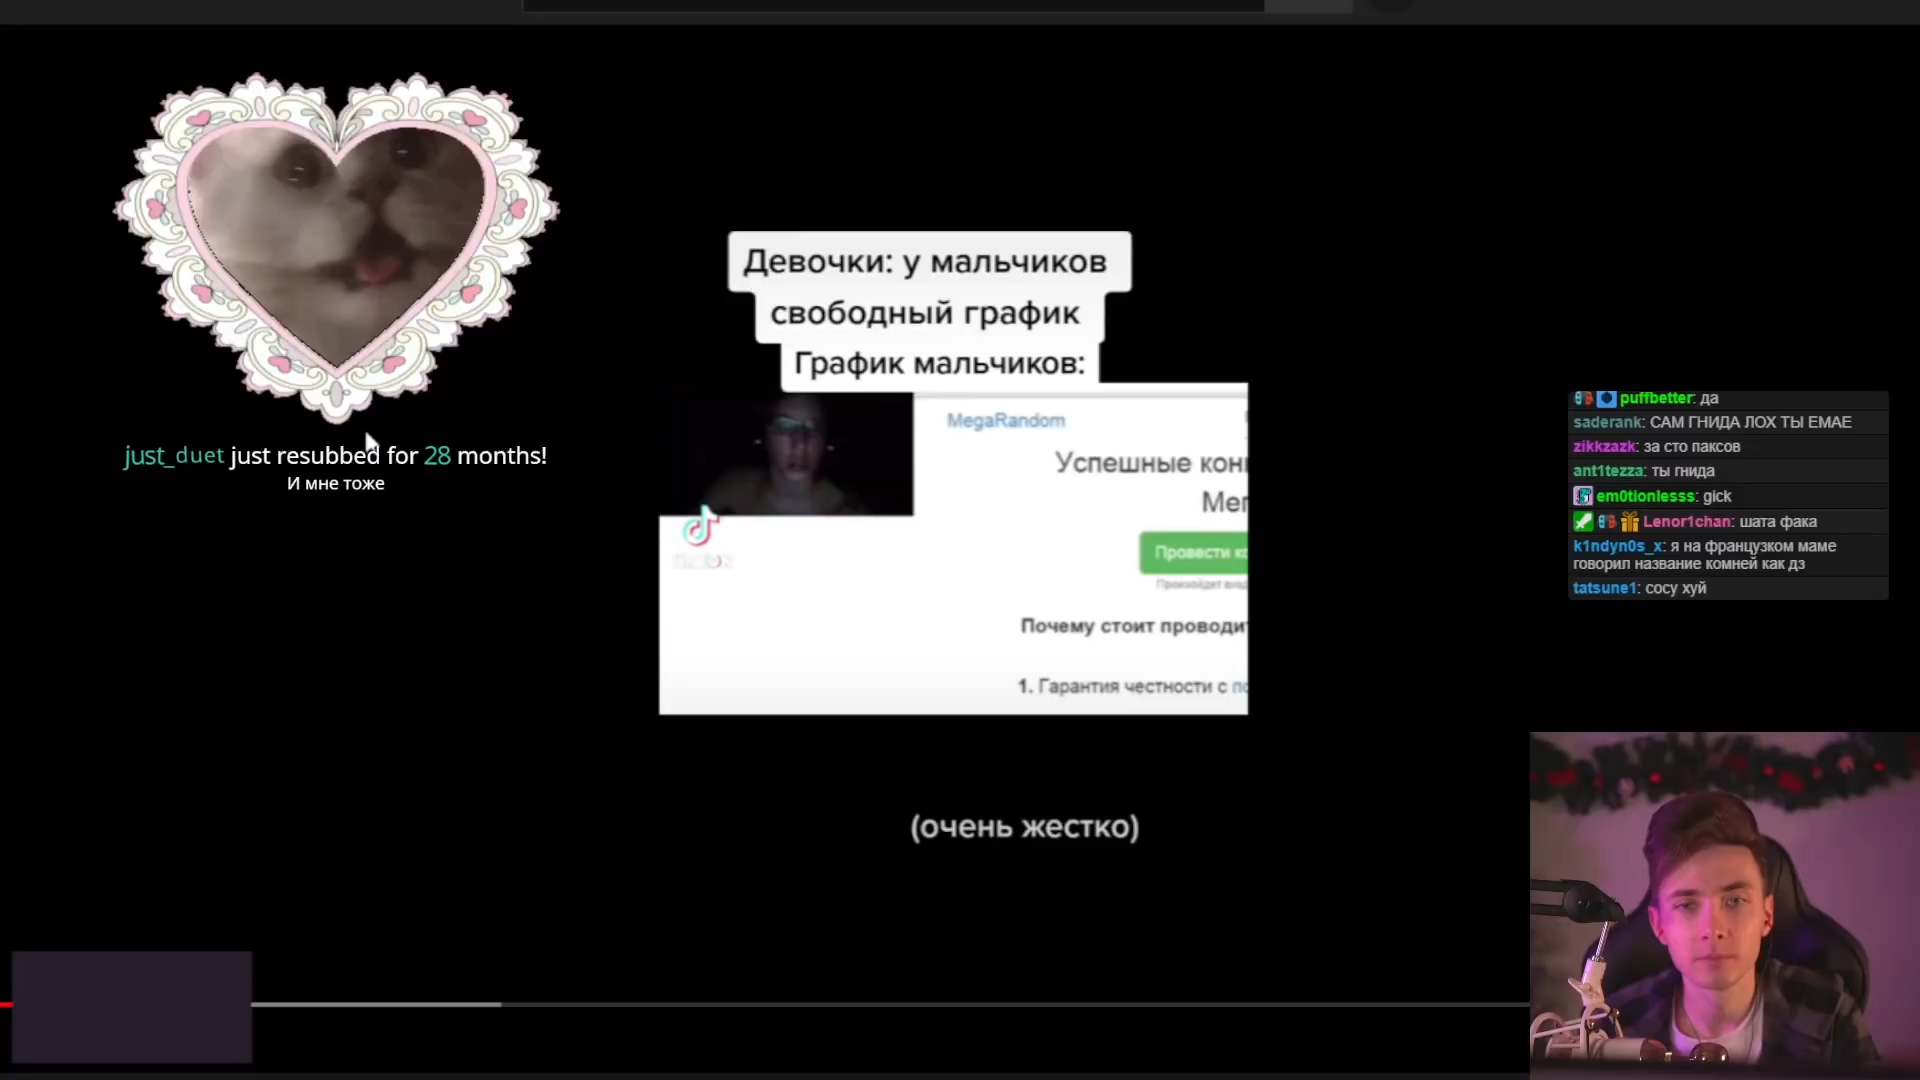 just_duet just resubbed for 28 months!
И мне тоже
Девочки: у мальчиков
свободный график
График мальчиков:
MegaRandom
Успешные кон
Мег
Провести ко
Почему стоит проводи
1. Гарантия честности с по
(очень жестко)
puffbetter: да
saderank: САМ ГНИДА ЛОХ ТЫ ЕМАЕ
zikkzazk: за сто паксов
ant1tezza: ты гнида
em0tionlesss: gick
Lenor1chan: шата фака
k1ndyn0s_x: я на французком маме
говорил название комней как дз
tatsune1: сосу хуй